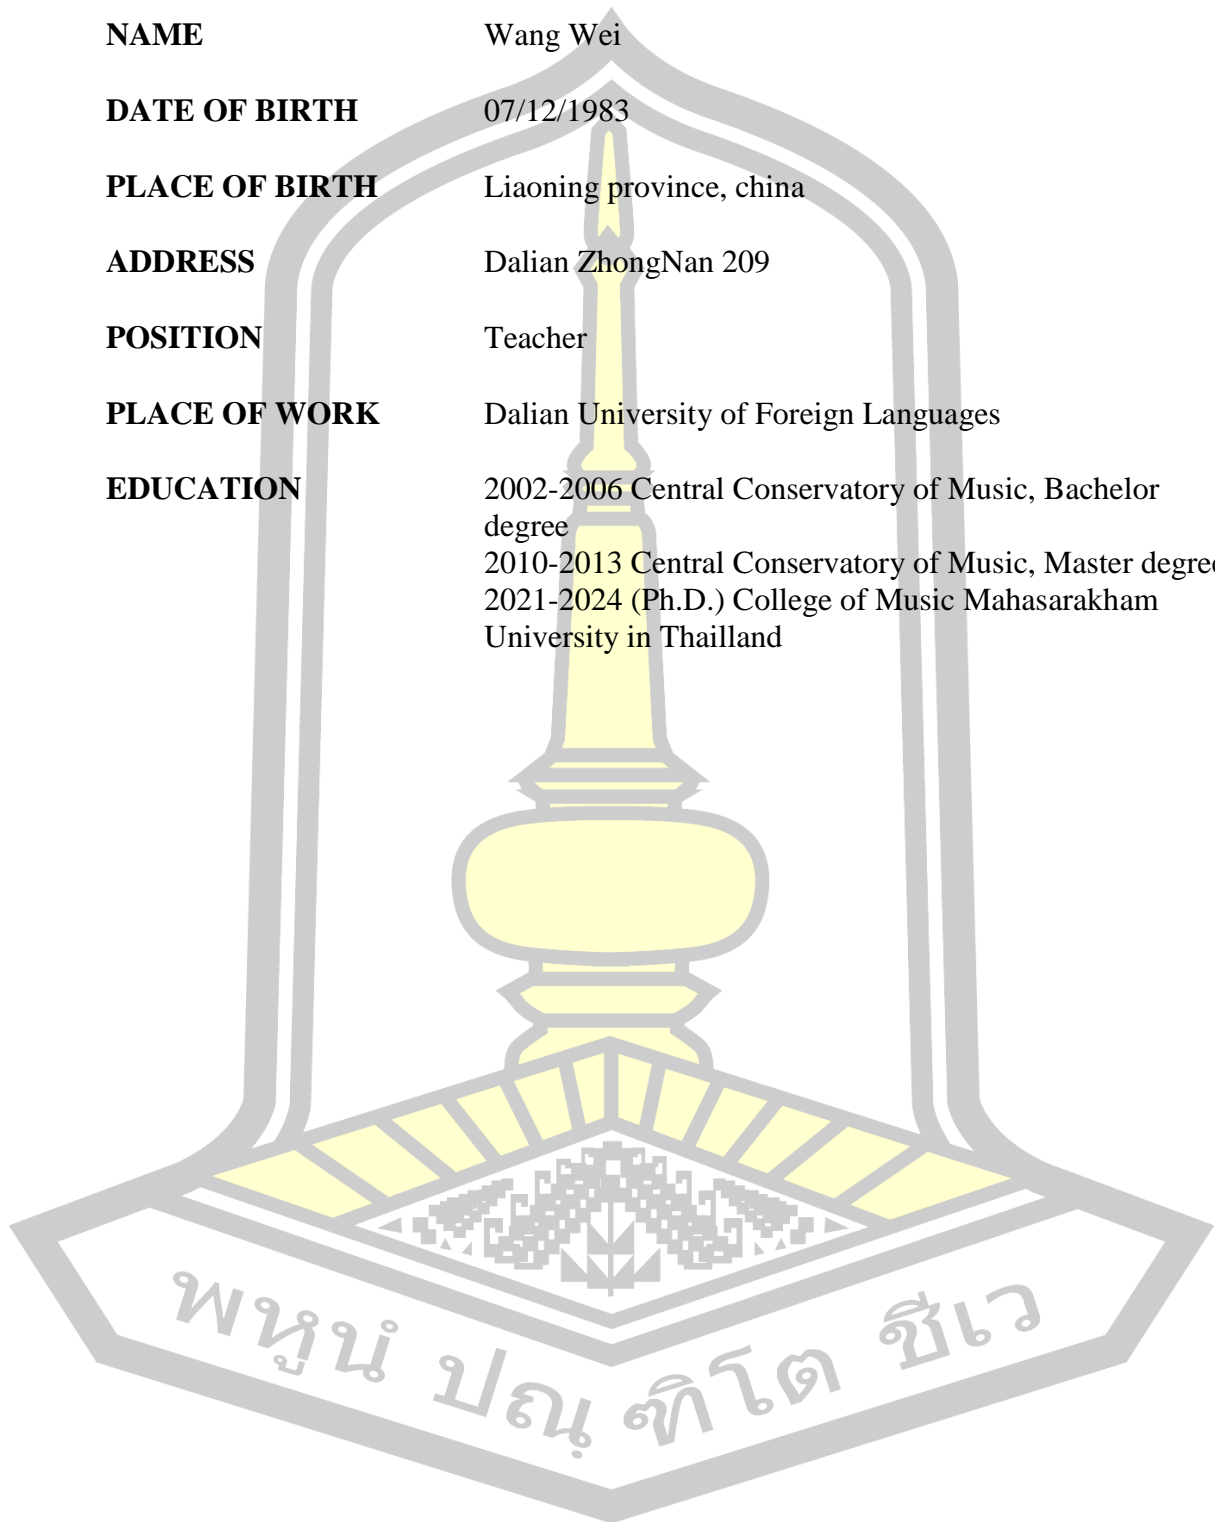 NAME Wang Wei
DATE OF BIRTH 07/12/1983
PLACE OF BIRTH Liaoning province, china
ADDRESS Dalian ZhongNan 209
POSITION Teacher
PLACE OF WORK Dalian University of Foreign Languages
EDUCATION 2002-2006 Central Conservatory of Music, Bachelor
degree
2010-2013 Central Conservatory of Music, Master degree
2021-2024 (Ph.D.) College of Music Mahasarakham
University in Thailland
พหูนํ ปณฺฑิโต ชีเว